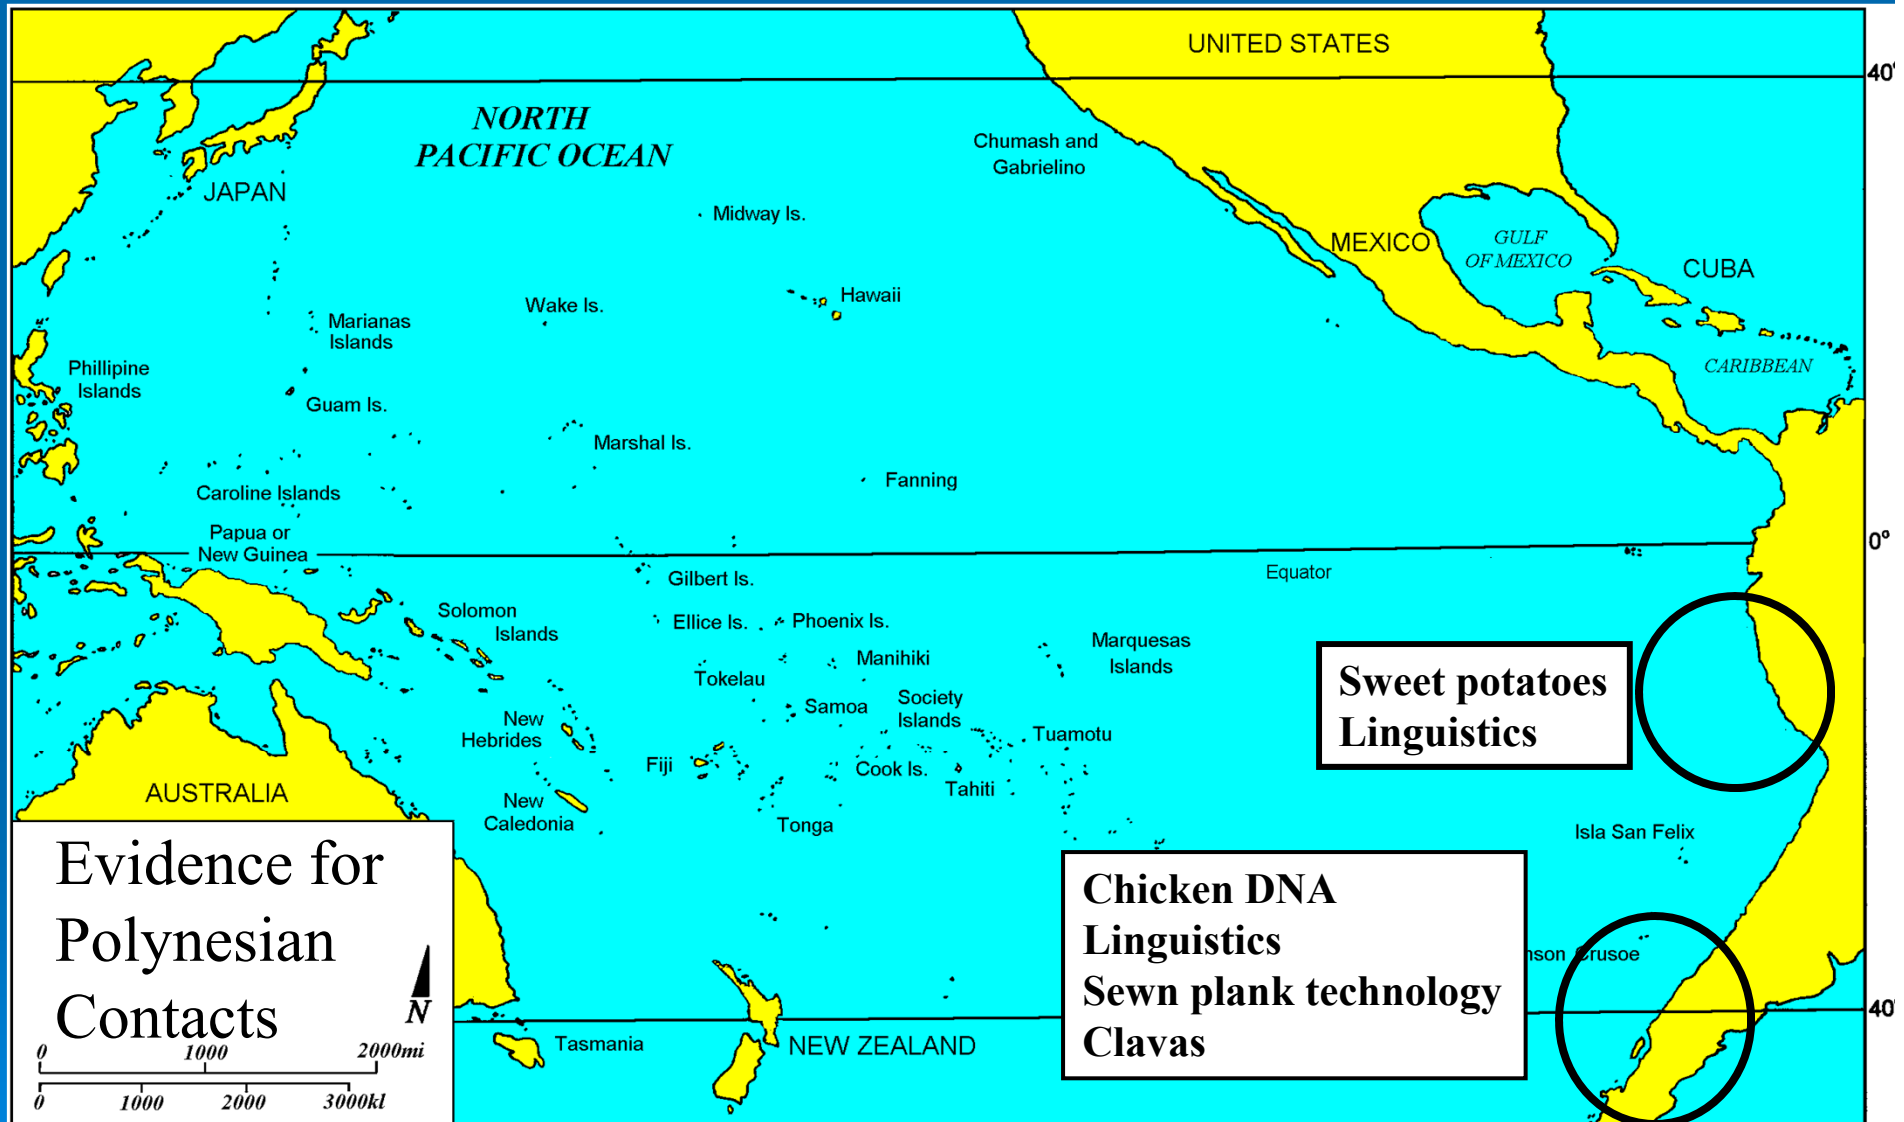 UNITED STATES
40°
NORTH
PACIFIC OCEAN
Chumash and
Gabrielino
JAPAN
Midway Is.
MEXICO
GULF
OF MEXICO
CUBA
Hawaii
Wake Is.
Marianas
Islands
Phillipine
Islands
CARIBBEAN
Guam Is.
Marshal Is.
Fanning
Caroline Islands
Papua or
New Guinea
0°
Equator
Gilbert Is.
Solomon
Islands
Ellice Is.
Phoenix Is.
Marquesas
Islands
Manihiki
Tokelau
Sweet potatoes
Linguistics
Samoa
Society
Islands
New
Hebrides
Tuamotu
Fiji
Cook Is.
Tahiti
AUSTRALIA
New
Caledonia
Tonga
Isla San Felix
Evidence for
Polynesian
Contacts
N
0 1000 2000mi
0 1000 2000 3000kl
Chicken DNA
Linguistics
Sewn plank technology
Clavas
Crusoe
40°
Tasmania
NEW ZEALAND